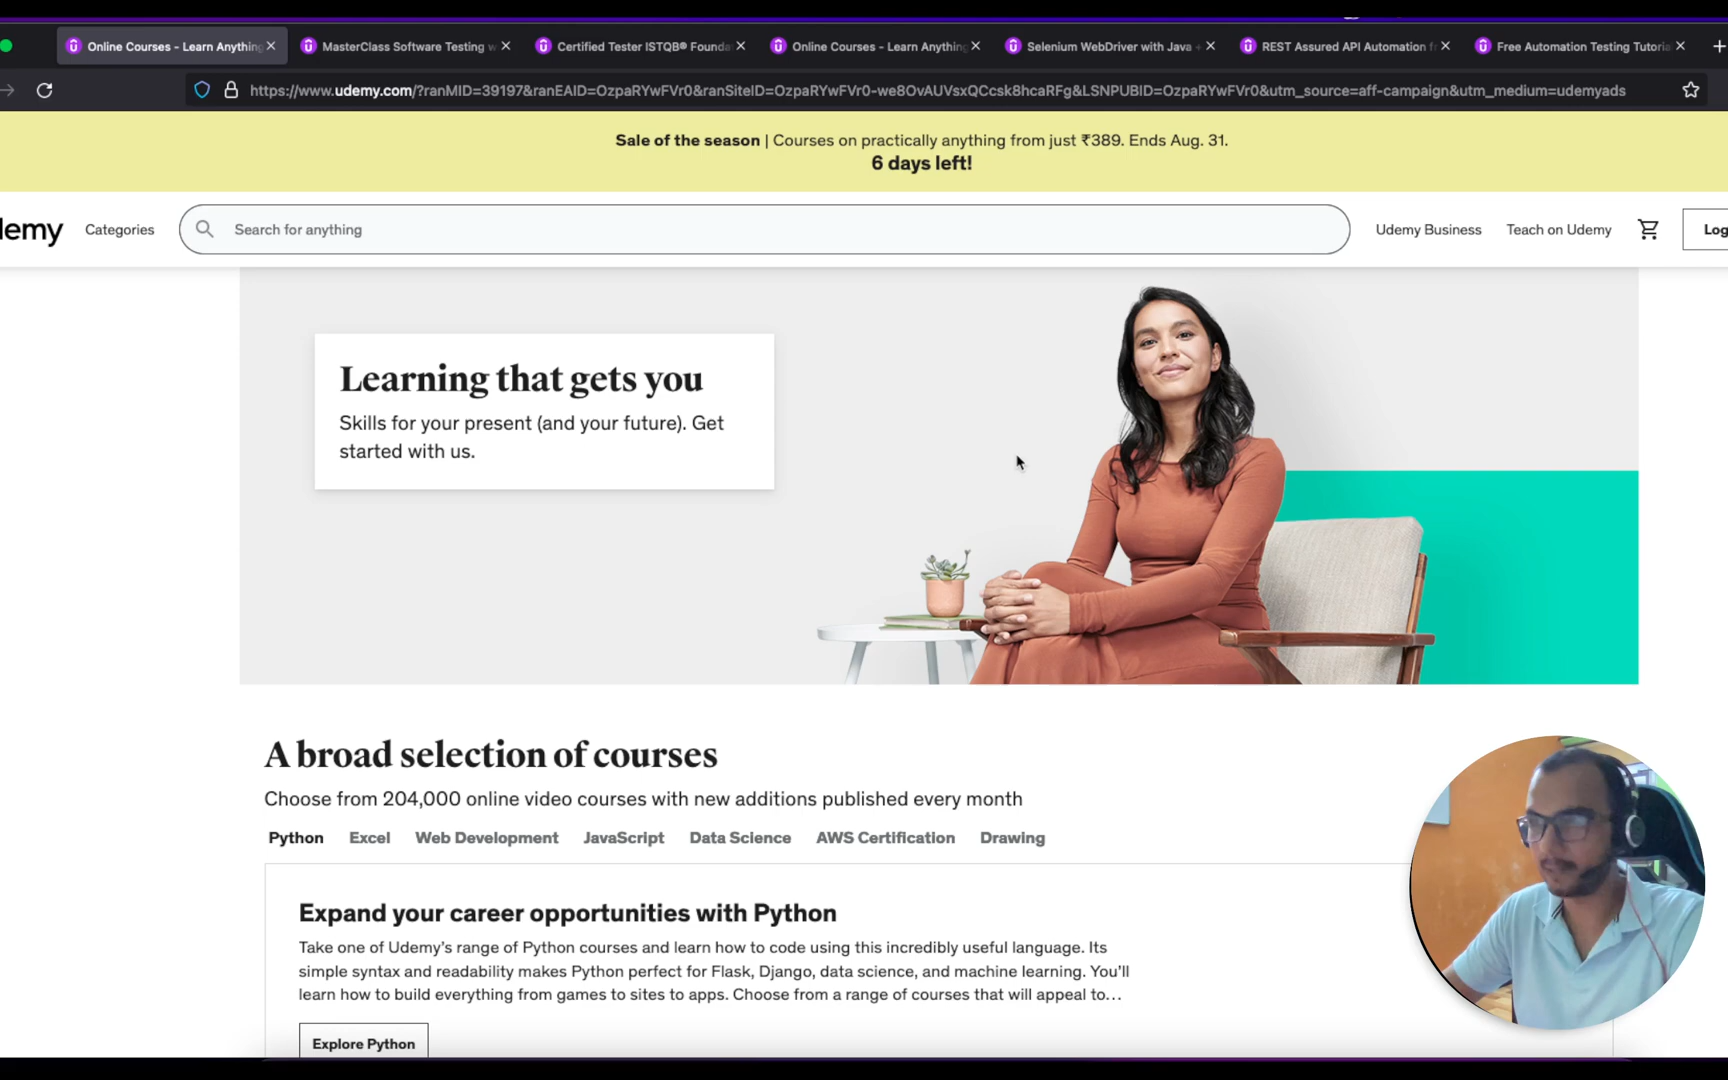 Online Courses - Learn Anything
MasterClass Software Testing w
Certified Tester ISTQB® Founda
Online Courses - Learn Anything
Selenium WebDriver with Java +
REST Assured API Automation f
Free Automation Testing Tutoria
https://www.udemy.com/?ranMID=39197&ranEAID=OzpaRYwFVr0&ranSiteID=OzpaRYwFVr0-we8OvAUVsxQCcsk8hcaRFg&LSNPUBID=OzpaRYwFVr0&utm_source=aff-campaign&utm_medium=udemyads
Sale of the season | Courses on practically anything from just ₹389. Ends Aug. 31.
6 days left!
demy
Categories
Search for anything
Udemy Business
Teach on Udemy
Log
Learning that gets you
Skills for your present (and your future). Get
started with us.
A broad selection of courses
Choose from 204,000 online video courses with new additions published every month
Python Excel Web Development JavaScript Data Science AWS Certification Drawing
Expand your career opportunities with Python
Take one of Udemy's range of Python courses and learn how to code using this incredibly useful language. Its
simple syntax and readability makes Python perfect for Flask, Django, data science, and machine learning. You'll
learn how to build everything from games to sites to apps. Choose from a range of courses that will appeal to…
Explore Python